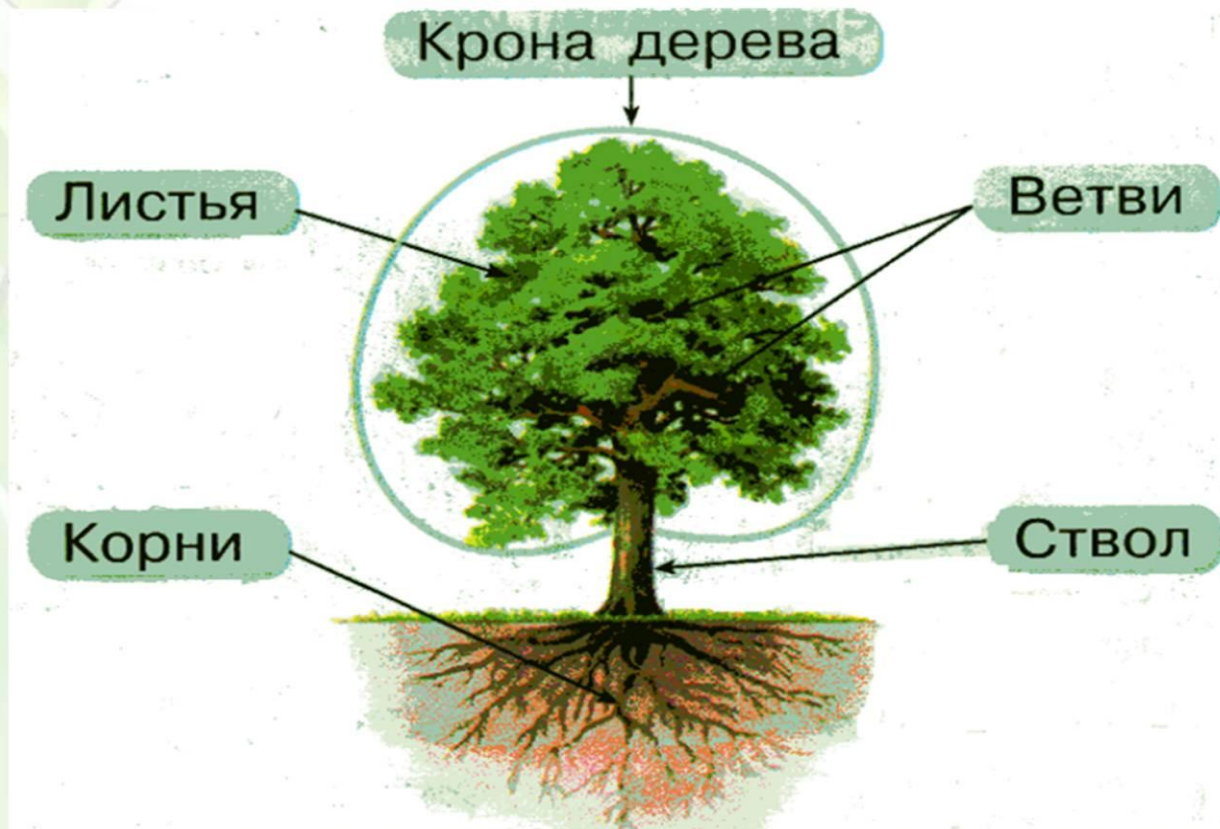 Крона дерева
Листья
Ветви
Корни
Ствол